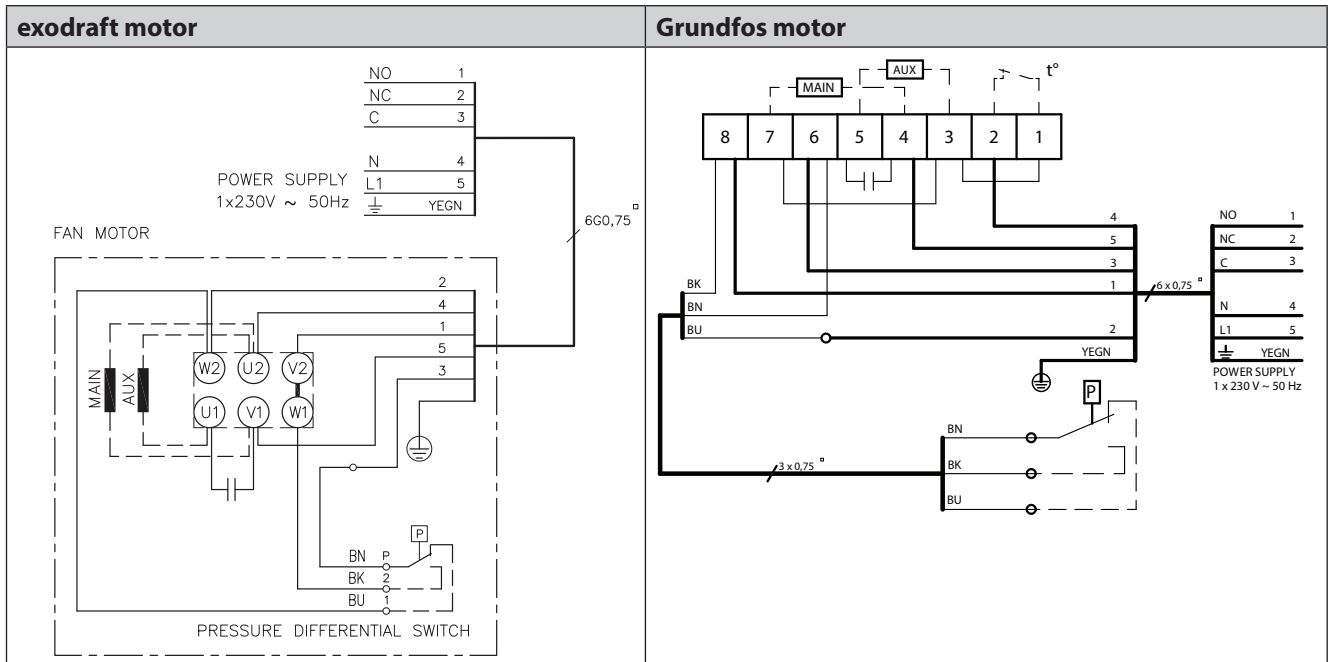 exodraft motor
NO 1
NC 2
C 3
N 4
POWER SUPPLY L1 5
1x230V ~ 50Hz YEGN
6G0,75 □
FAN MOTOR
2
4
1
5
3
MAIN
AUX
W2 U2 V2
U1 V1 W1
P
BN P
BK 2
BU 1
PRESSURE DIFFERENTIAL SWITCH
Grundfos motor
AUX
t°
MAIN
8 7 6 5 4 3 2 1
4
5
3
1
2
YEGN
BK
BN
BU
6 x 0,75 □
NO 1
NC 2
C 3
N 4
L1 5
YEGN
POWER SUPPLY
1 x 230 V ~ 50 Hz
P
3 x 0,75 □
BN
BK
BU